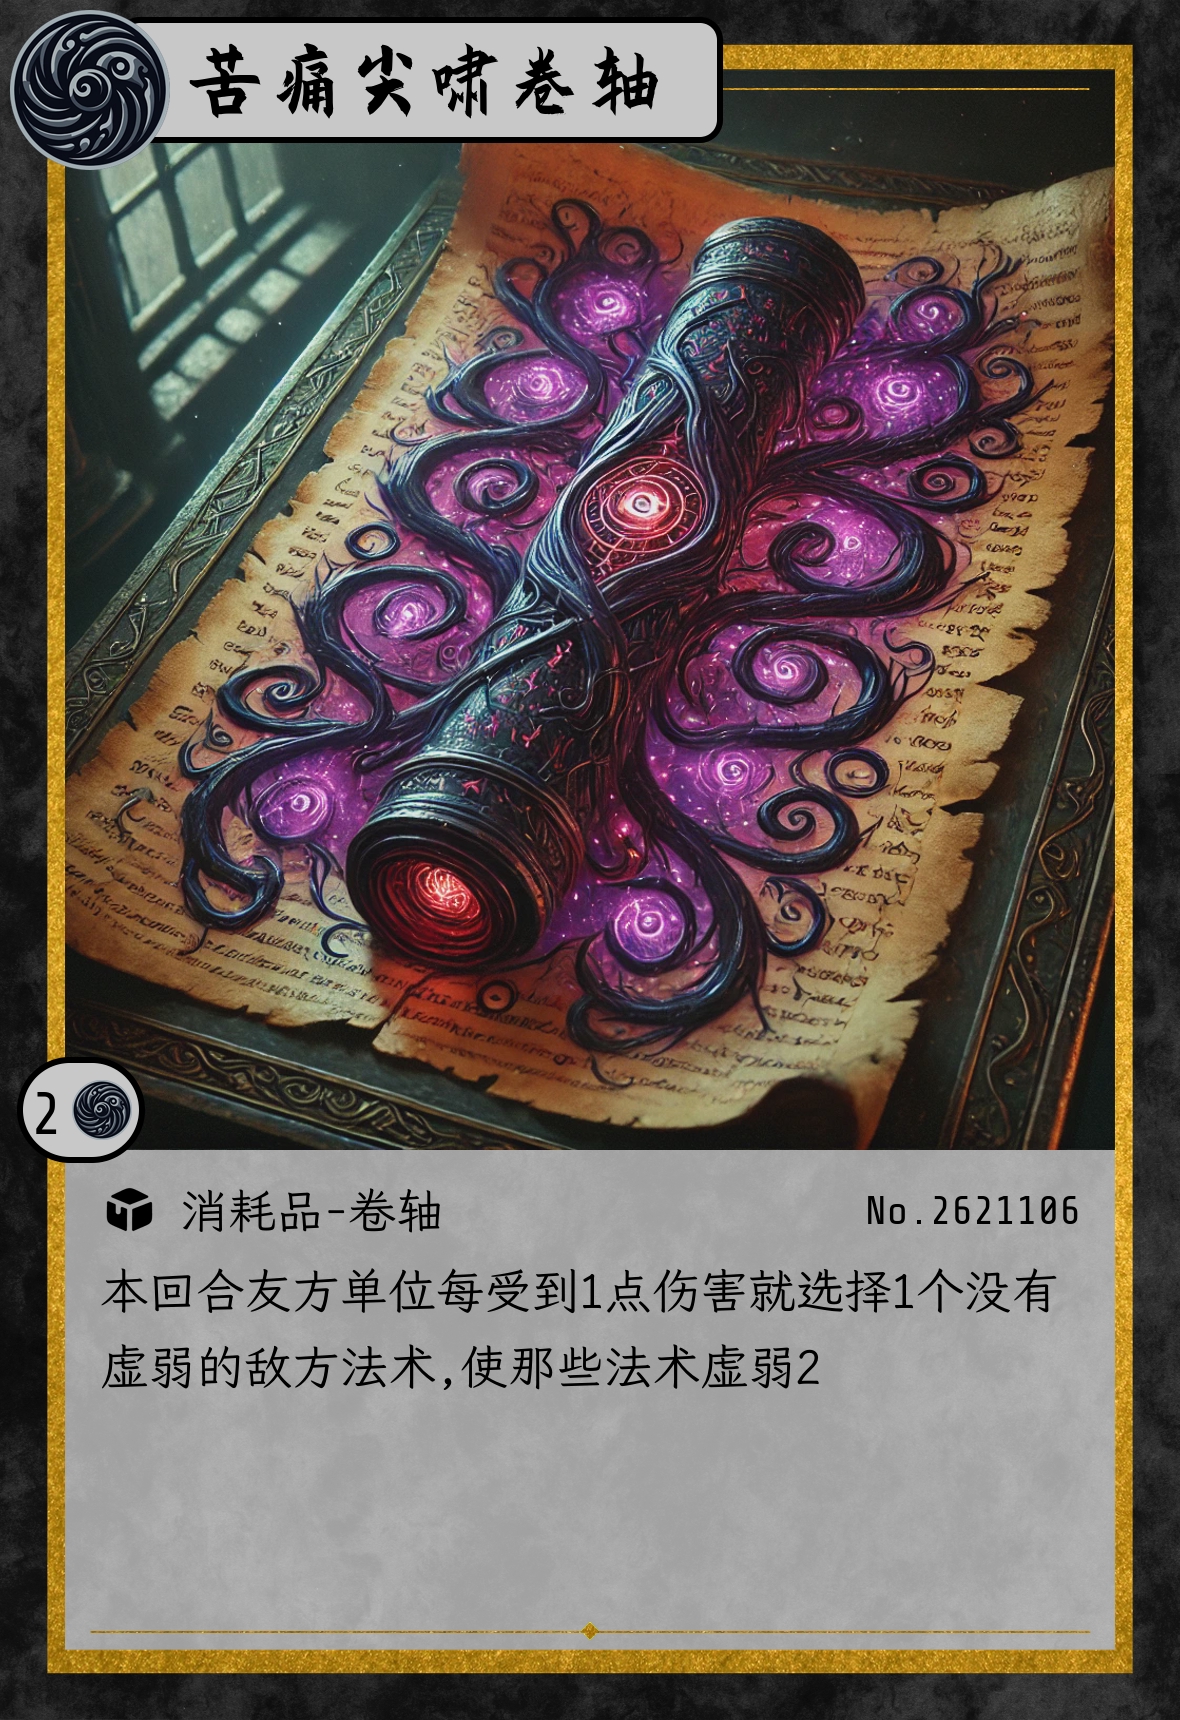 苦痛尖啸卷轴
2
消耗品-卷轴
No.2621106
本回合友方单位每受到1点伤害就选择1个没有
虚弱的敌方法术,使那些法术虚弱2